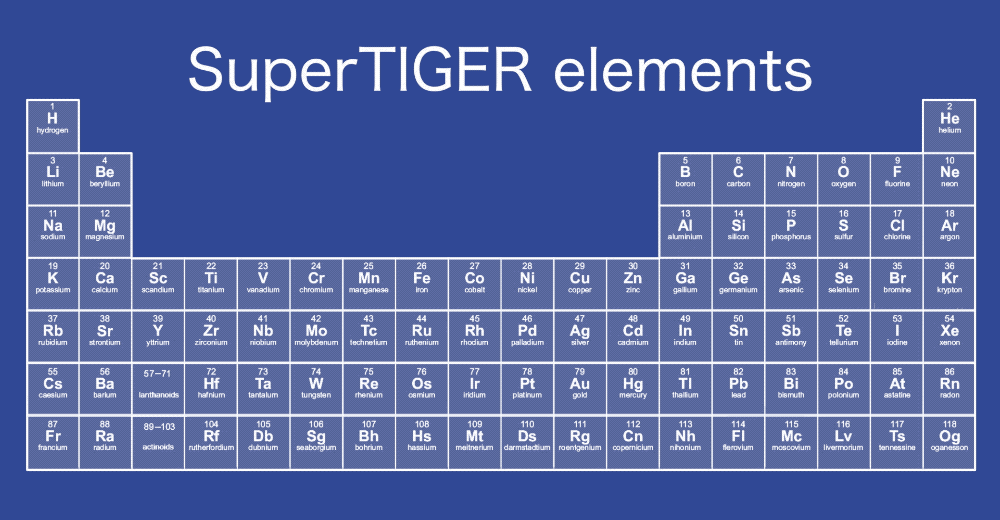 SuperTIGER elements
1 2
H He
hydrogen helium
3 4 5 6 7 8 9 10
Li Be B C N O F Ne
lithium beryllium boron carbon nitrogen oxygen fluorine neon
11 12 13 14 15 16 17 18
Na Mg Al Si P S Cl Ar
sodium magnesium aluminium silicon phosphorus sulfur chlorine argon
19 20 21 22 23 24 25 26 27 28 29 30 31 32 33 34 35 36
K Ca Sc Ti V Cr Mn Fe Co Ni Cu Zn Ga Ge As Se Br Kr
potassium calcium scandium titanium vanadium chromium manganese iron cobalt nickel copper zinc gallium germanium arsenic selenium bromine krypton
37 38 39 40 41 42 43 44 45 46 47 48 49 50 51 52 53 54
Rb Sr Y Zr Nb Mo Tc Ru Rh Pd Ag Cd In Sn Sb Te I Xe
rubidium strontium yttrium zirconium niobium molybdenum technetium ruthenium rhodium palladium silver cadmium indium tin antimony tellurium iodine xenon
55 56 57–71 72 73 74 75 76 77 78 79 80 81 82 83 84 85 86
Cs Ba Hf Ta W Re Os Ir Pt Au Hg Tl Pb Bi Po At Rn
caesium barium lanthanoids hafnium tantalum tungsten rhenium osmium iridium platinum gold mercury thallium lead bismuth polonium astatine radon
87 88 89–103 104 105 106 107 108 109 110 111 112 113 114 115 116 117 118
Fr Ra Rf Db Sg Bh Hs Mt Ds Rg Cn Nh Fl Mc Lv Ts Og
francium radium actinoids rutherfordium dubnium seaborgium bohrium hassium meitnerium darmstadtium roentgenium copernicium nihonium flerovium moscovium livermorium tennessine oganesson